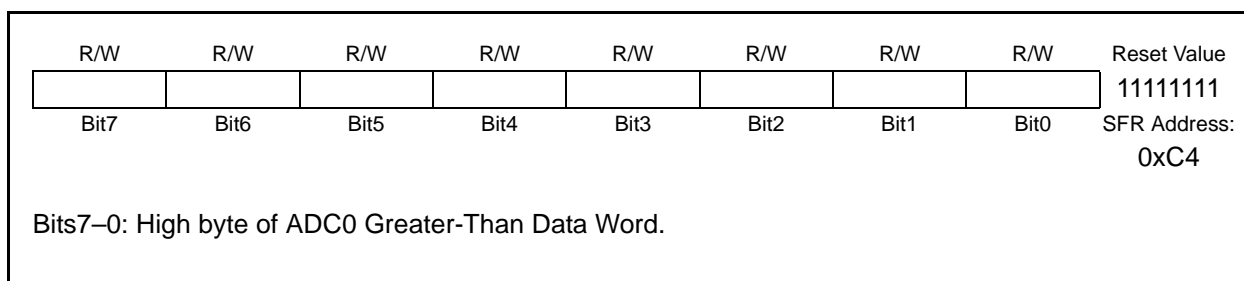 R/W R/W R/W R/W R/W R/W R/W R/W Reset Value
11111111
Bit7 Bit6 Bit5 Bit4 Bit3 Bit2 Bit1 Bit0 SFR Address:
0xC4
Bits7–0: High byte of ADC0 Greater-Than Data Word.